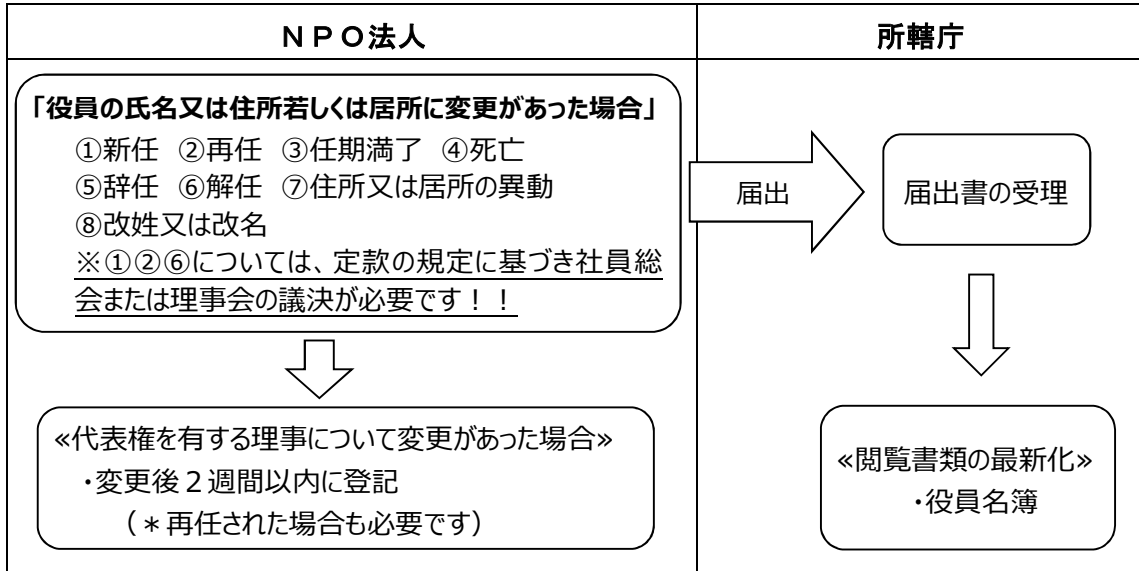 ＮＰＯ法人
所轄庁
「役員の氏名又は住所若しくは居所に変更があった場合」
①新任 ②再任 ③任期満了 ④死亡
⑤辞任 ⑥解任 ⑦住所又は居所の異動
⑧改姓又は改名
※①②⑥については、定款の規定に基づき社員総
会または理事会の議決が必要です！！
届出
届出書の受理
≪代表権を有する理事について変更があった場合≫
・変更後２週間以内に登記
（＊再任された場合も必要です）
≪閲覧書類の最新化≫
・役員名簿